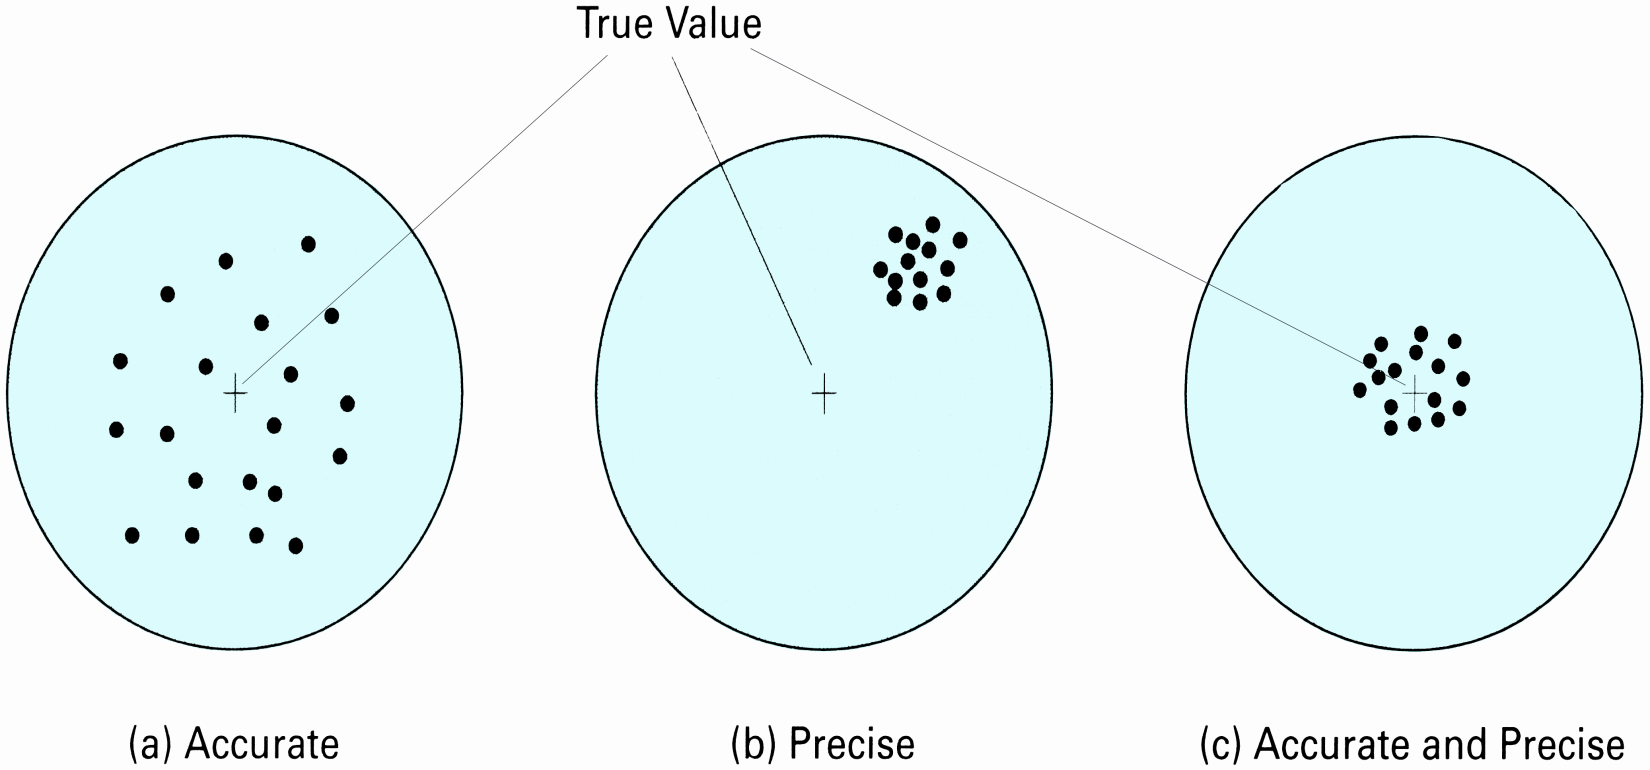 True Value
(a) Accurate
(b) Precise
(c) Accurate and Precise